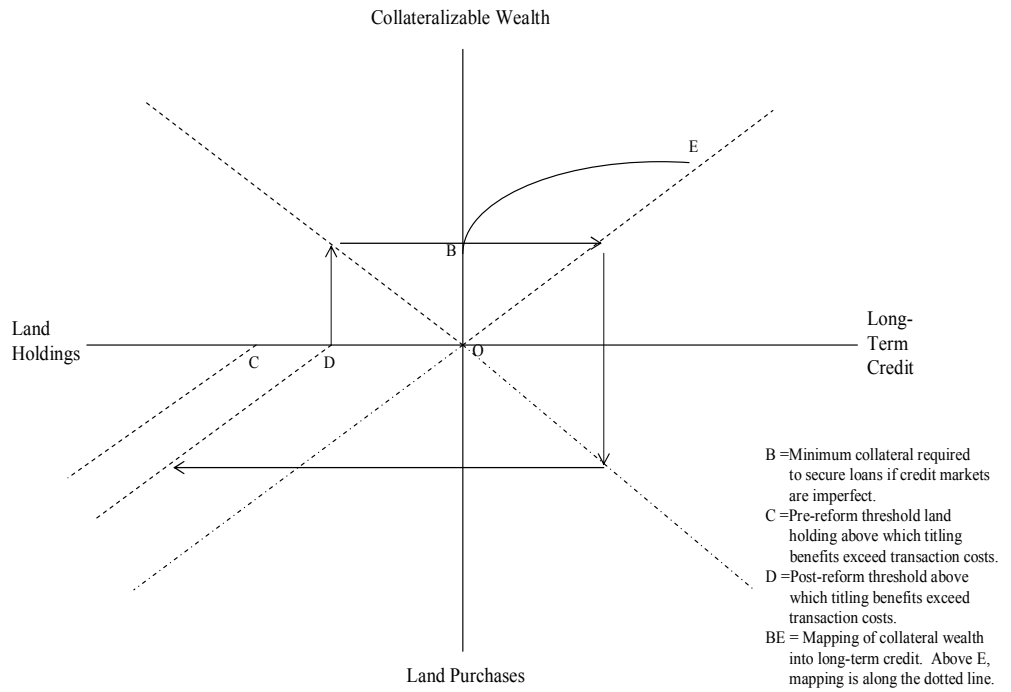 Collateralizable Wealth
E
B
Land
Holdings
C
D
O
Long-
Term
Credit
B =Minimum collateral required
to secure loans if credit markets
are imperfect.
C =Pre-reform threshold land
holding above which titling
benefits exceed transaction costs.
D =Post-reform threshold above
which titling benefits exceed
transaction costs.
BE = Mapping of collateral wealth
into long-term credit.  Above E,
mapping is along the dotted line.
Land Purchases